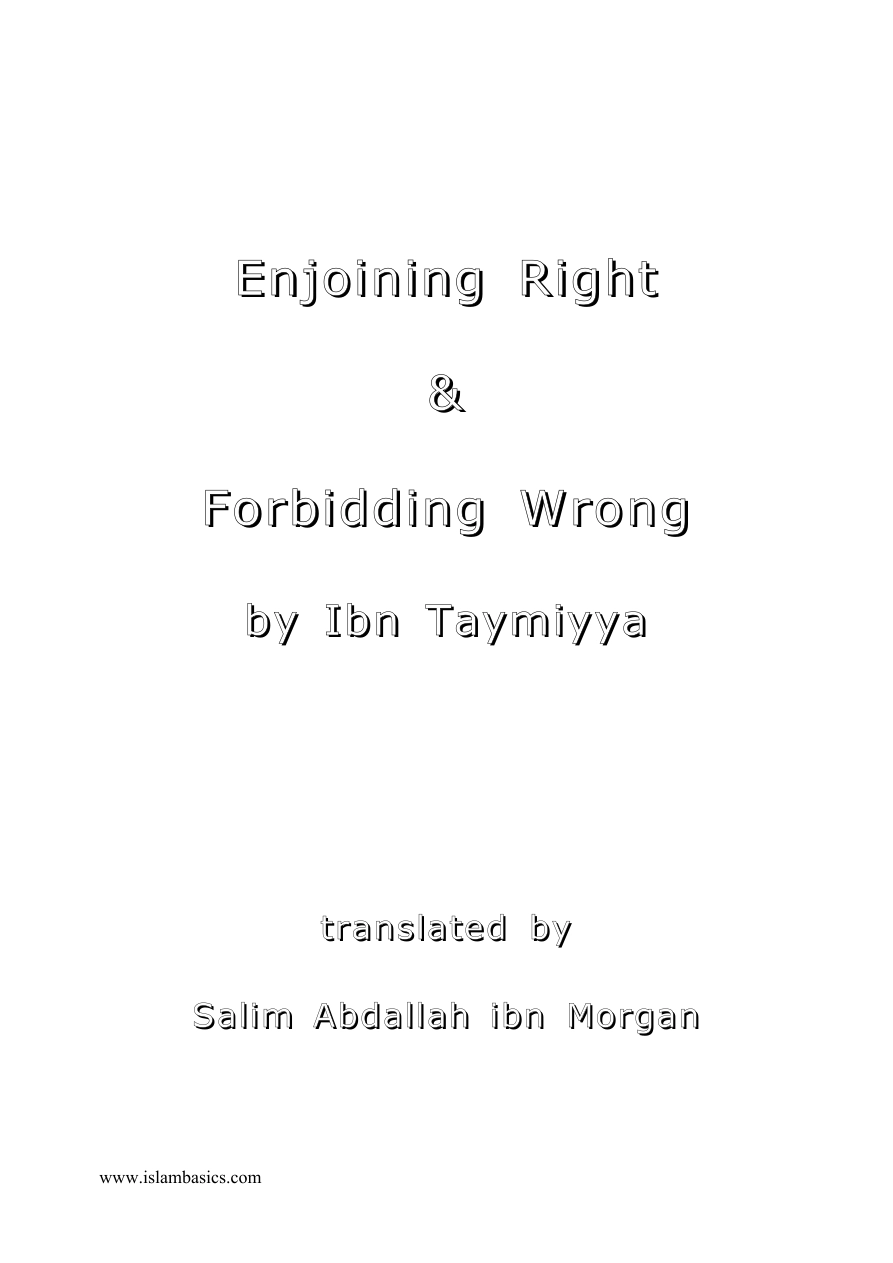 Enjoining Right
&
Forbidding Wrong
by Ibn Taymiyya
translated by
Salim Abdallah ibn Morgan
www.islambasics.com